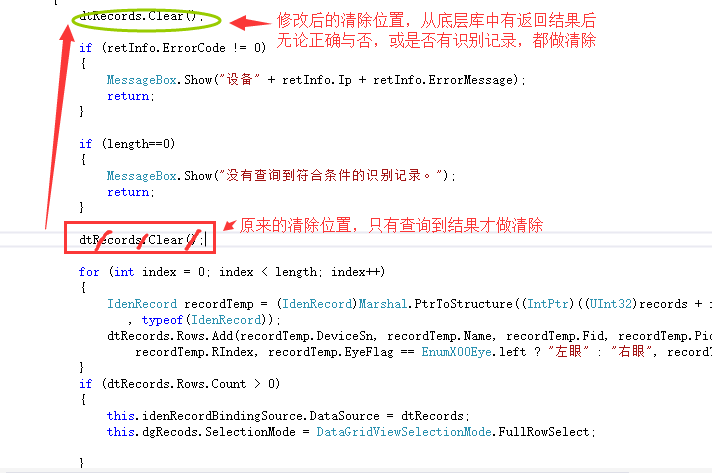 dtRecords.Clear();
修改后的清除位置，从底层库中有返回结果后
无论正确与否，或是否有识别记录，都做清除
if (retInfo.ErrorCode != 0)
{
MessageBox.Show("设备" + retInfo.Ip + retInfo.ErrorMessage);
return;
}
if (length==0)
{
MessageBox.Show("没有查询到符合条件的识别记录。");
return;
}
原来的清除位置，只有查询到结果才做清除
dtRecords.Clear();
for (int index = 0; index < length; index++)
{
IdenRecord recordTemp = (IdenRecord)Marshal.PtrToStructure((IntPtr)((UInt32)records +
, typeof(IdenRecord));
dtRecords.Rows.Add(recordTemp.DeviceSn, recordTemp.Name, recordTemp.Fid, recordTemp.Pic
recordTemp.RIndex, recordTemp.EyeFlag == EnumXOOEye.left ? "左眼" : "右眼", recordT
}
if (dtRecords.Rows.Count > 0)
{
this.idenRecordBindingSource.DataSource = dtRecords;
this.dgRecods.SelectionMode = DataGridViewSelectionMode.FullRowSelect;
}